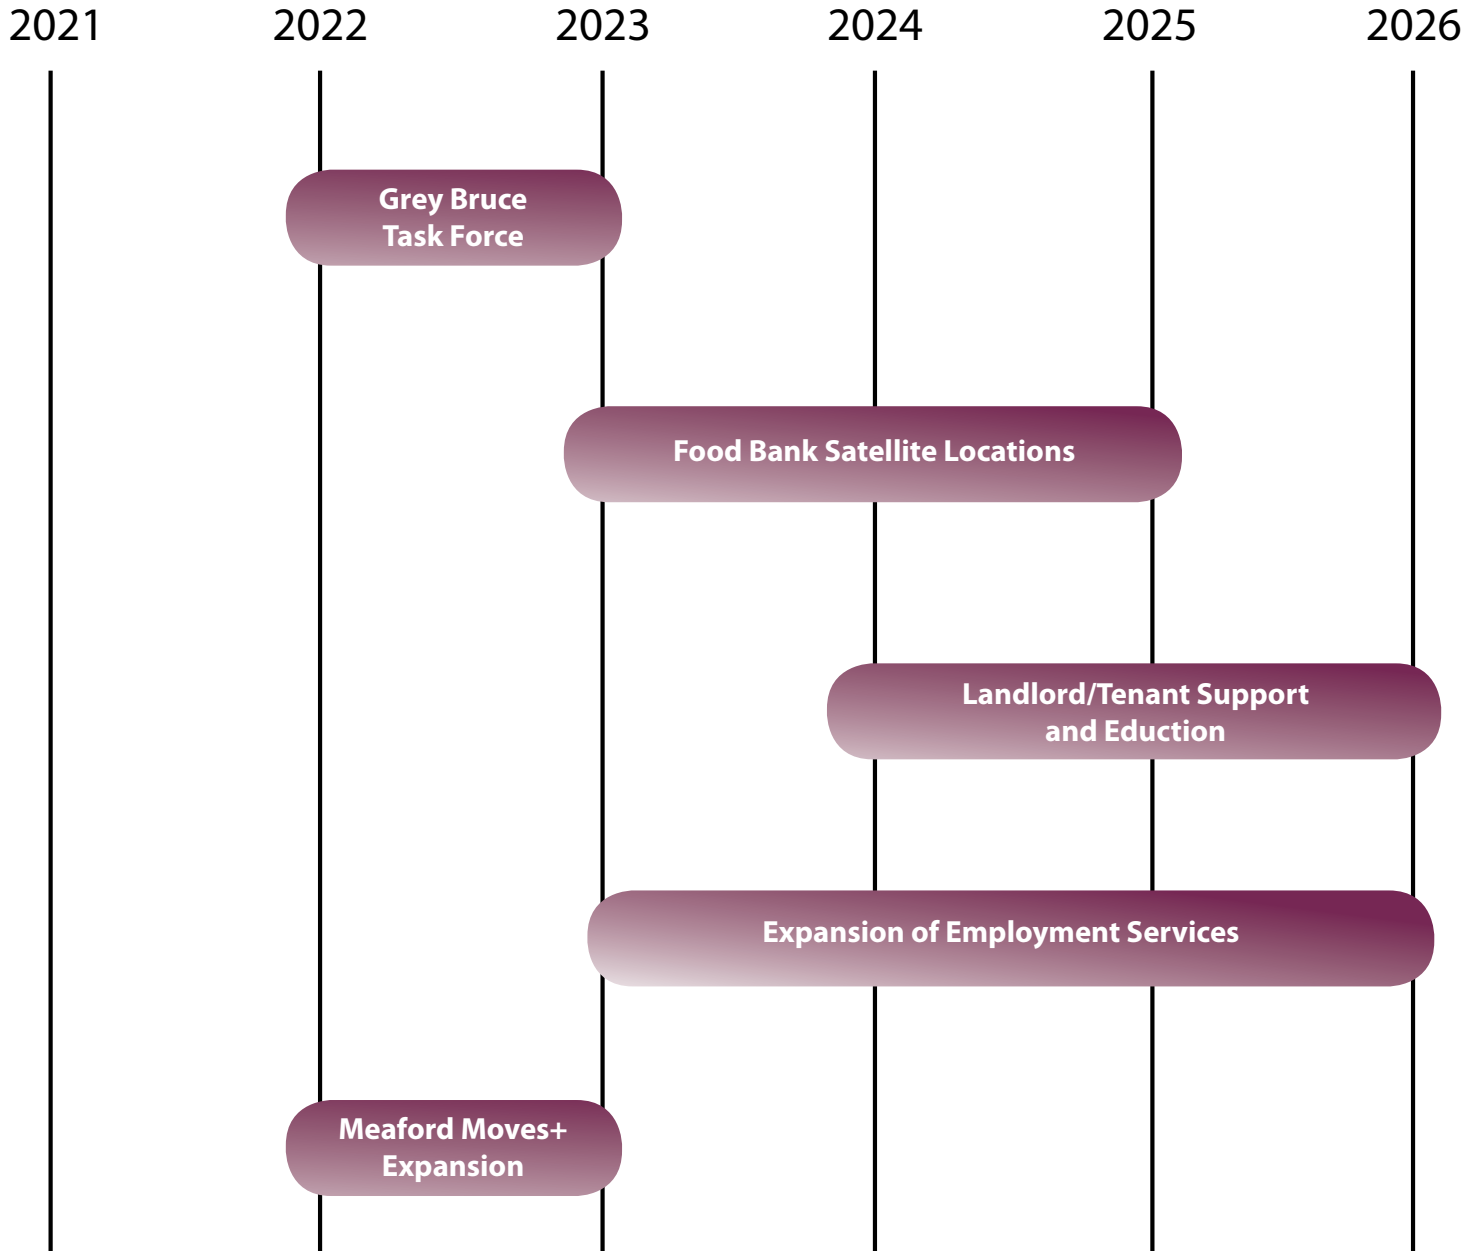 2021 2022 2023 2024 2025 2026
Grey Bruce
Task Force
Food Bank Satellite Locations
Landlord/Tenant Support
and Eduction
Expansion of Employment Services
Meaford Moves+
Expansion